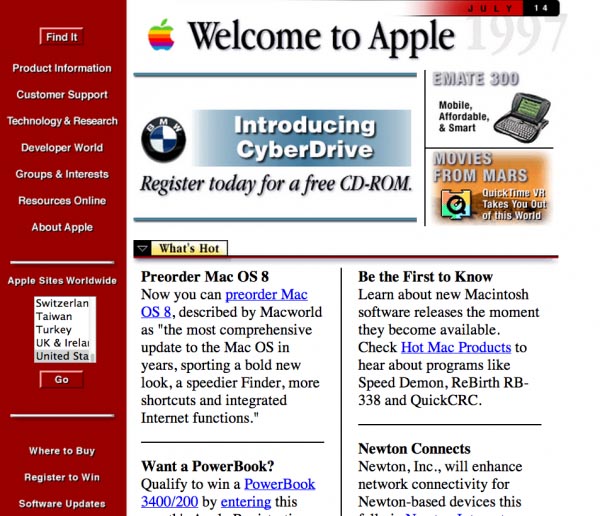 JULY 14
1997
Welcome to Apple
Find It
Product Information
Customer Support
Technology & Research
Developer World
Groups & Interests
Resources Online
About Apple
Apple Sites Worldwide
Switzerlan
Taiwan
Turkey
UK & Irela
United Sta
Go
Where to Buy
Register to Win
Software Updates
BMW
Introducing
CyberDrive
Register today for a free CD-ROM.
EMATE 300
Mobile,
Affordable,
& Smart
MOVIES
FROM MARS
QuickTime VR
Takes You Out
of this World
What's Hot
Preorder Mac OS 8
Now you can preorder Mac
OS 8, described by Macworld
as "the most comprehensive
update to the Mac OS in
years, sporting a bold new
look, a speedier Finder, more
shortcuts and integrated
Internet functions."
Want a PowerBook?
Qualify to win a PowerBook
3400/200 by entering this
Be the First to Know
Learn about new Macintosh
software releases the moment
they become available.
Check Hot Mac Products to
hear about programs like
Speed Demon, ReBirth RB-
338 and QuickCRC.
Newton Connects
Newton, Inc., will enhance
network connectivity for
Newton-based devices this